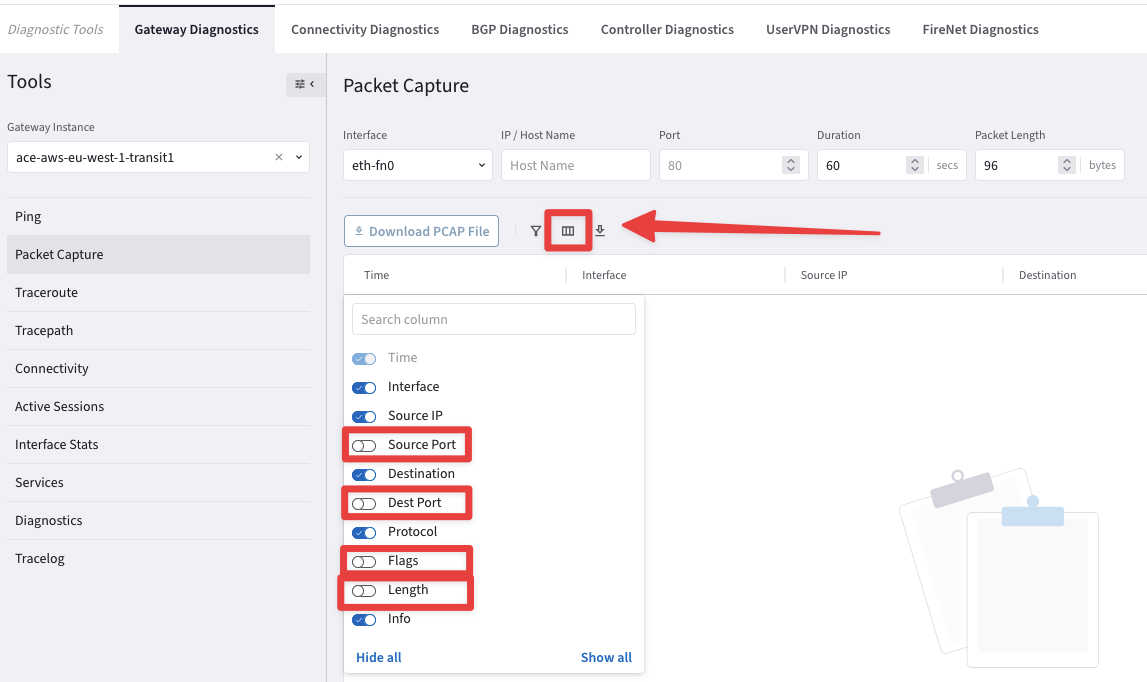 Diagnostic Tools
Gateway Diagnostics
Connectivity Diagnostics
BGP Diagnostics
Controller Diagnostics
UserVPN Diagnostics
FireNet Diagnostics
Tools
Gateway Instance
ace-aws-eu-west-1-transit1
Ping
Packet Capture
Traceroute
Tracepath
Connectivity
Active Sessions
Interface Stats
Services
Diagnostics
Tracelog
Packet Capture
Interface
IP / Host Name
Port
Duration
Packet Length
eth-fn0
Host Name
80
60
secs
96
bytes
Download PCAP File
Time
Interface
Source IP
Destination
Search column
Time
Interface
Source IP
Source Port
Destination
Dest Port
Protocol
Flags
Length
Info
Hide all
Show all